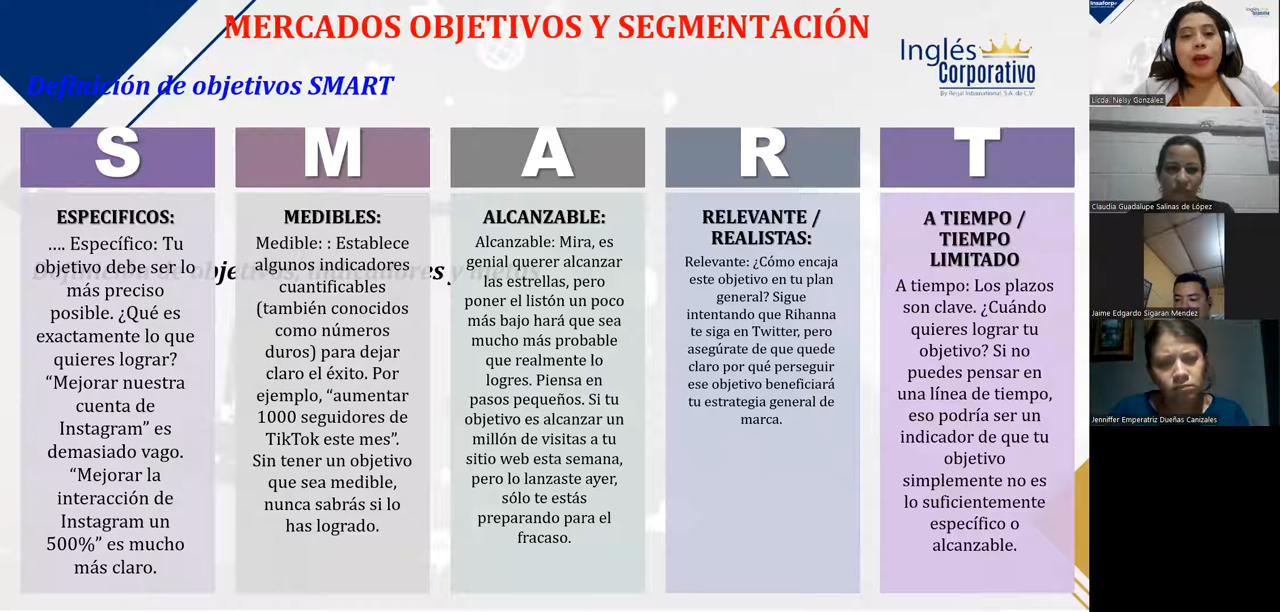 MERCADOS OBJETIVOS Y SEGMENTACIÓN
Definición de objetivos SMART
Inglés
Corporativo
By Regal International, S.A. de C.V.
S
ESPECIFICOS:
…. Específico: Tu
objetivo debe ser lo
más preciso
posible. ¿Qué es
exactamente lo que
quieres lograr?
“Mejorar nuestra
cuenta de
Instagram” es
demasiado vago.
“Mejorar la
interacción de
Instagram un
500%” es mucho
más claro.
M
MEDIBLES:
Medible: : Establece
algunos indicadores
cuantificables
(también conocidos
como números
duros) para dejar
claro el éxito. Por
ejemplo, “aumentar
1000 seguidores de
TikTok este mes”.
Sin tener un objetivo
que sea medible,
nunca sabrás si lo
has logrado.
A
ALCANZABLE:
Alcanzable: Mira, es
genial querer alcanzar
las estrellas, pero
poner el listón un poco
más bajo hará que sea
mucho más probable
que realmente lo
logres. Piensa en
pasos pequeños. Si tu
objetivo es alcanzar un
millón de visitas a tu
sitio web esta semana,
pero lo lanzaste ayer,
sólo te estás
preparando para el
fracaso.
R
RELEVANTE /
REALISTAS:
Relevante: ¿Cómo encaja
este objetivo en tu plan
general? Sigue
intentando que Rihanna
te siga en Twitter, pero
asegúrate de que quede
claro por qué perseguir
ese objetivo beneficiará
tu estrategia general de
marca.
T
A TIEMPO /
TIEMPO
LIMITADO
A tiempo: Los plazos
son clave. ¿Cuándo
quieres lograr tu
objetivo? Si no
puedes pensar en
una línea de tiempo,
eso podría ser un
indicador de que tu
objetivo
simplemente no es
lo suficientemente
específico o
alcanzable.
Definición de objetivos, indicadores y metas
Insaforp
Licda. Nelsy González
Claudia Guadalupe Salinas de López
Jaime Edgardo Sigaran Mendez
Jenniffer Emperatriz Dueñas Canizales